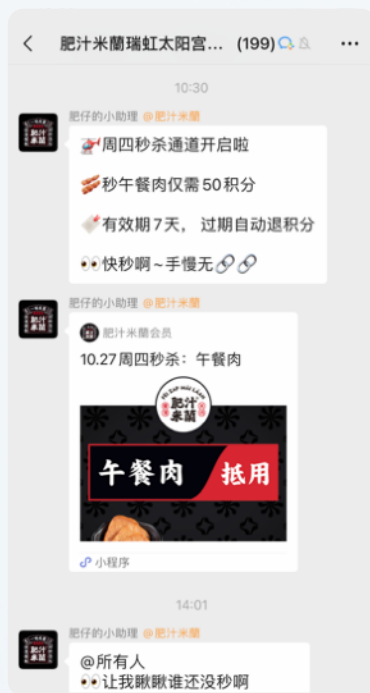 肥汁米蘭瑞虹太阳宫... (199)
10:30
肥仔的小助理 @肥汁米蘭
🚁周四秒杀通道开启啦
🥓秒午餐肉仅需50积分
有效期7天，过期自动退积分
👀快秒啊~手慢无🔗🔗
肥仔的小助理 @肥汁米蘭
肥汁米蘭会员
10.27周四秒杀：午餐肉
肥汁
米蘭
午餐肉 抵用
小程序
14:01
肥仔的小助理 @肥汁米蘭
@所有人
👀让我瞅瞅谁还没秒啊